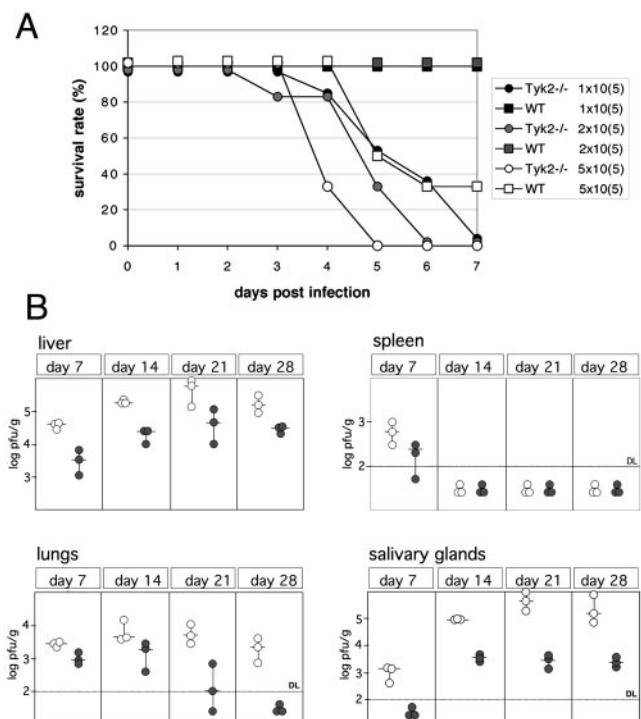 A
120
100
80
60
40
20
0
survival rate (%)
0 1 2 3 4 5 6 7
days post infection
Tyk2-/- 1x10(5)
WT 1x10(5)
Tyk2-/- 2x10(5)
WT 2x10(5)
Tyk2-/- 5x10(5)
WT 5x10(5)
B
liver
day 7 day 14 day 21 day 28
log pfu/g
5
4
3
spleen
day 7 day 14 day 21 day 28
log pfu/g
3
2
DL
lungs
day 7 day 14 day 21 day 28
log pfu/g
4
3
2
DL
salivary glands
day 7 day 14 day 21 day 28
log pfu/g
5
4
3
2
DL